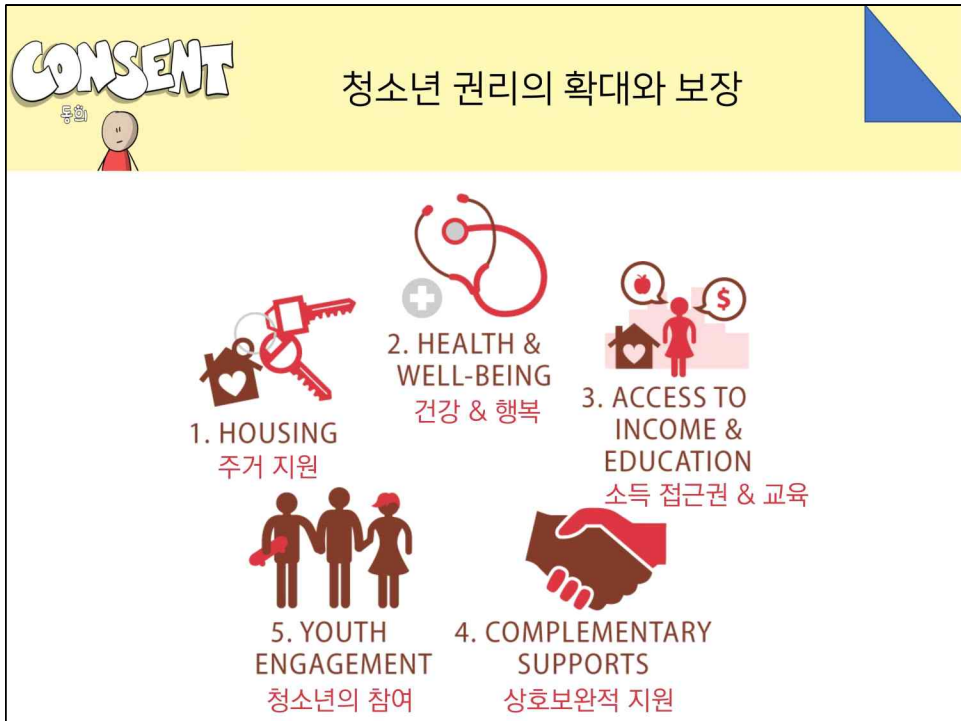 CONSENT
동의
청소년 권리의 확대와 보장
1. HOUSING
주거 지원
2. HEALTH &
WELL-BEING
건강 & 행복
$
3. ACCESS TO
INCOME &
EDUCATION
소득 접근권 & 교육
4. COMPLEMENTARY
SUPPORTS
상호보완적 지원
5. YOUTH
ENGAGEMENT
청소년의 참여